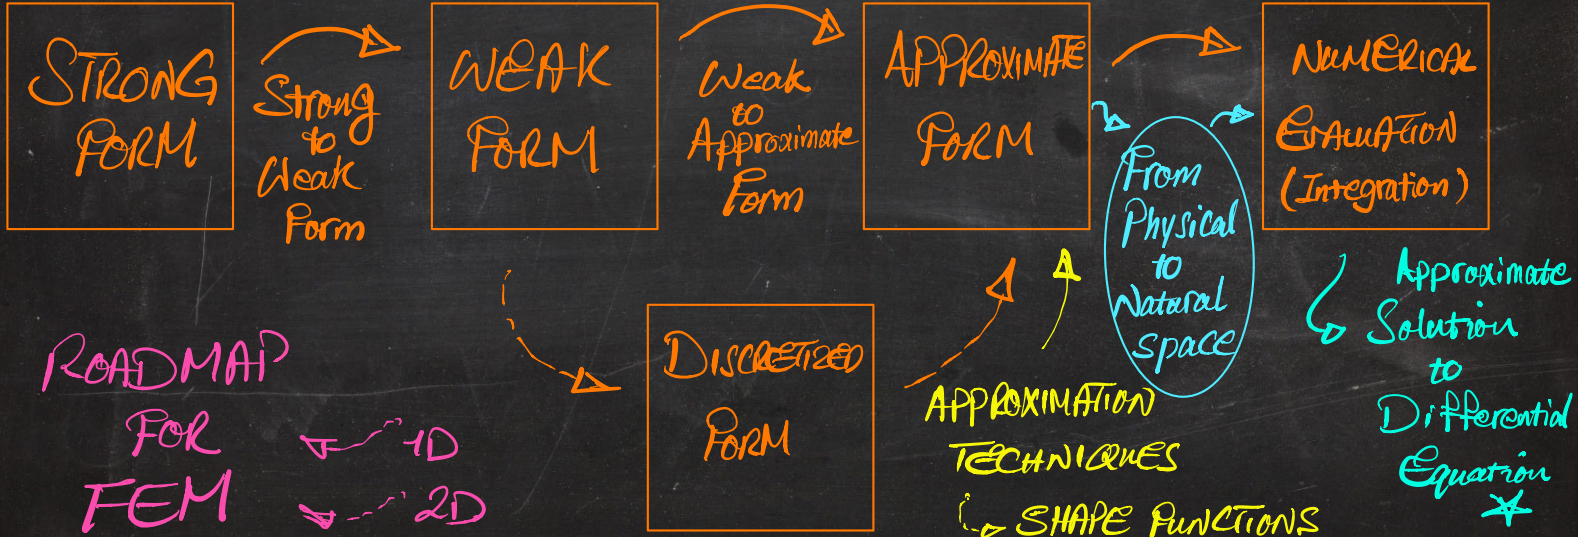 STRONG
FORM
Strong
to
Weak
Form
WEAK
FORM
Weak
to
Approximate
Form
APPROXIMATE
FORM
From
Physical
to
Natural
space
NUMERICAL
EVALUATION
(Integration)
ROADMAP
FOR
FEM
1D
2D
DISCRETIZED
FORM
APPROXIMATION
TECHNIQUES
SHAPE FUNCTIONS
Approximate
Solution
to
Differential
Equation